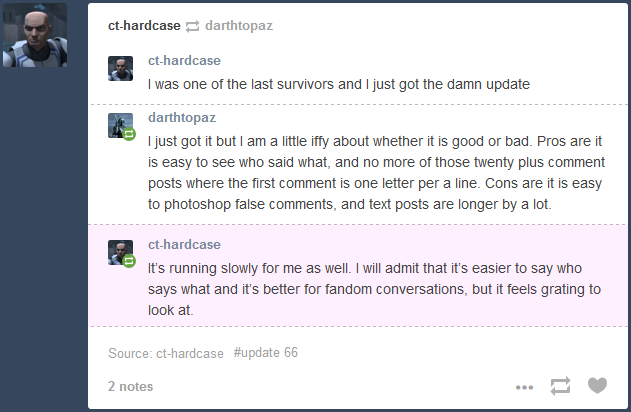 ct-hardcase darthtopaz
ct-hardcase
I was one of the last survivors and I just got the damn update
darthtopaz
I just got it but I am a little iffy about whether it is good or bad. Pros are it
is easy to see who said what, and no more of those twenty plus comment
posts where the first comment is one letter per a line. Cons are it is easy
to photoshop false comments, and text posts are longer by a lot.
ct-hardcase
It's running slowly for me as well. I will admit that it's easier to say who
says what and it's better for fandom conversations, but it feels grating to
look at.
Source: ct-hardcase #update 66
2 notes